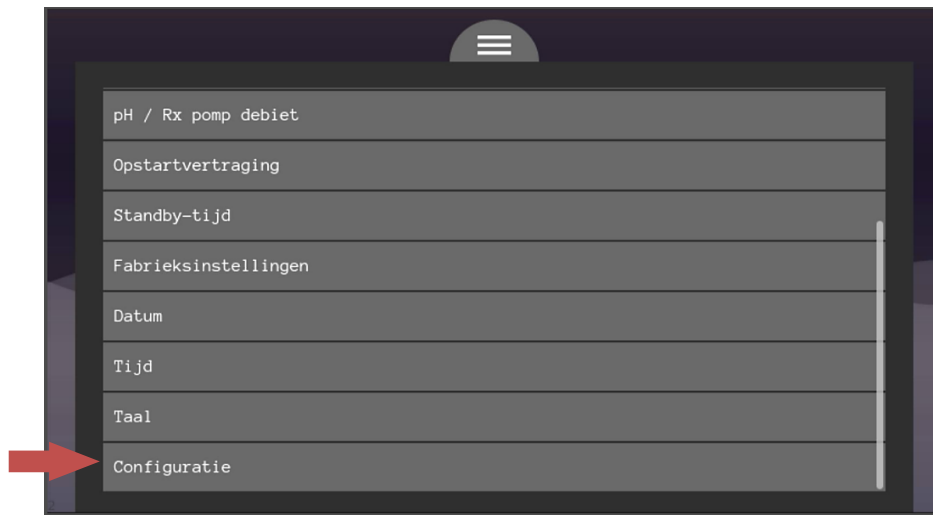 pH / Rx pomp debiet
Opstartvertraging
Standby-tijd
Fabrieksinstellingen
Datum
Tijd
Taal
Configuratie